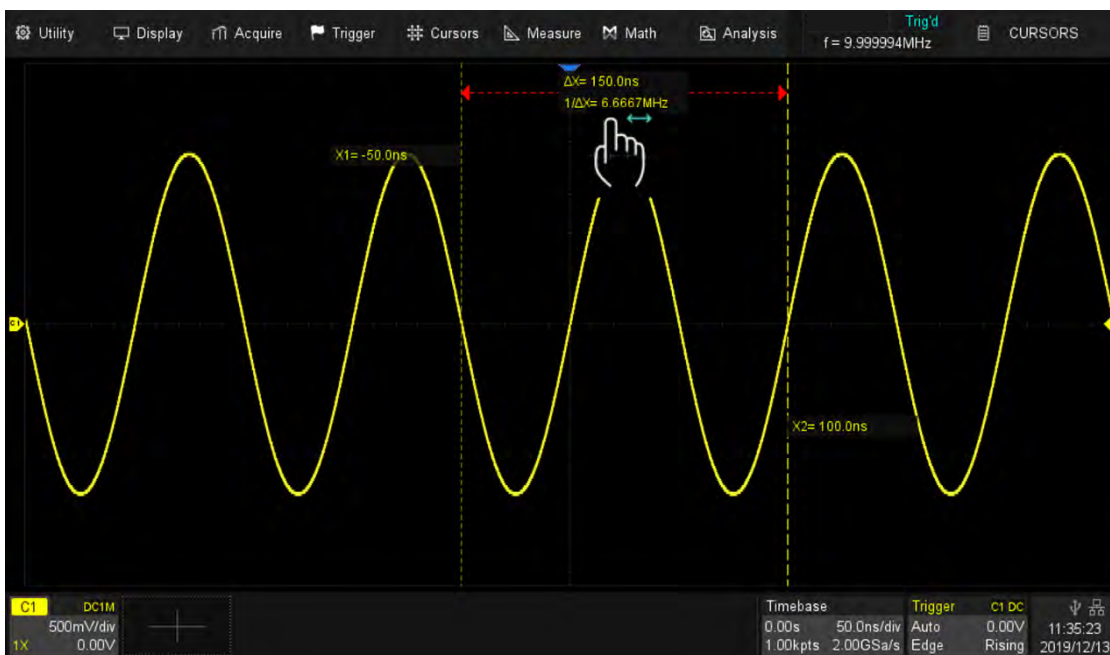 Utility Display Acquire Trigger Cursors Measure Math Analysis
Trig'd
f = 9.999994MHz
CURSORS
ΔX= 150.0ns
1/ΔX= 6.6667MHz
X1= -50.0ns
C1
X2= 100.0ns
C1 DC1M
500mV/div
1X 0.00V
Timebase
0.00s 50.0ns/div
1.00kpts 2.00GSa/s
Trigger C1 DC
Auto 0.00V
Edge Rising
11:35:23
2019/12/13